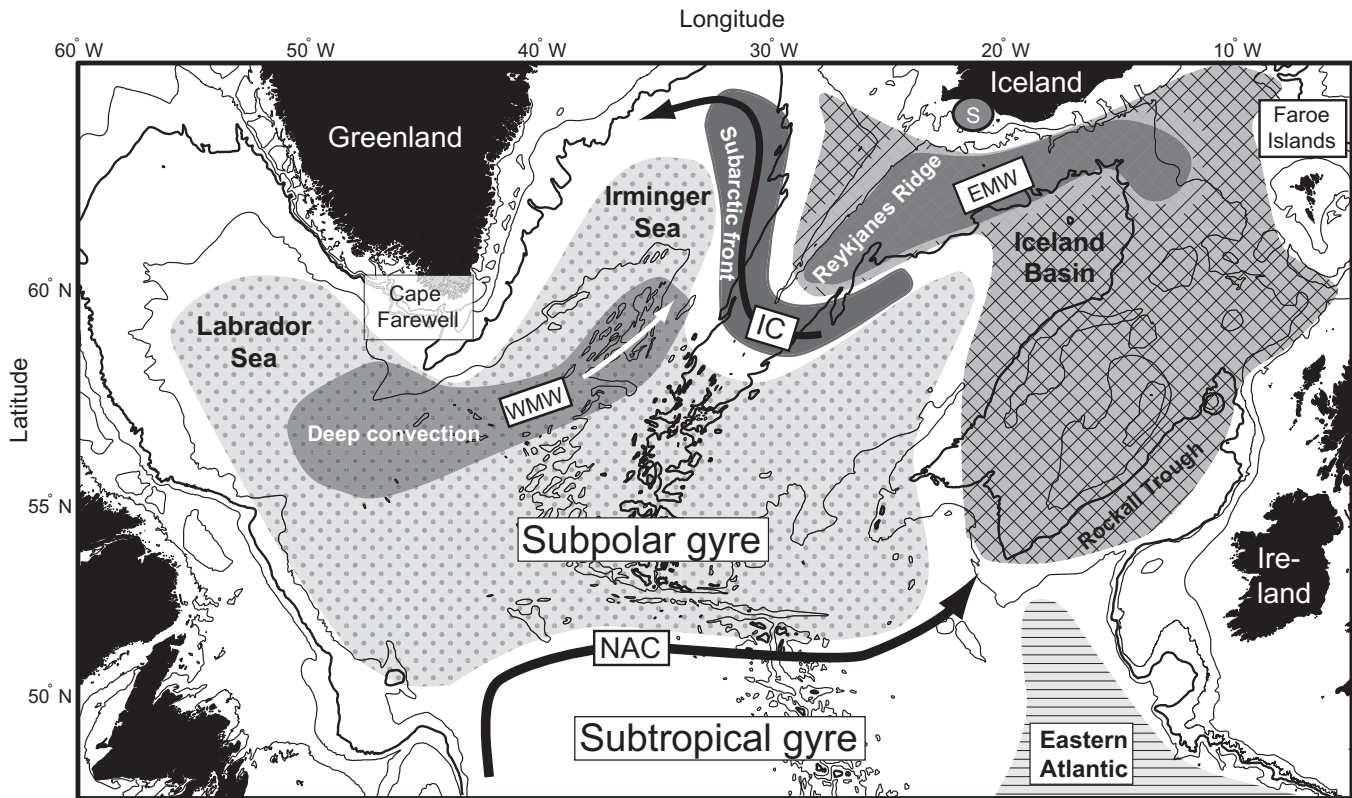 Longitude
60° W
50° W
40° W
30° W
20° W
10° W
Iceland
S
Faroe
Islands
Greenland
Subarctic front
Irminger
Sea
Reykjanes Ridge
EMW
Iceland
Basin
60° N
Cape
Farewell
Labrador
Sea
IC
WMW
Deep convection
Latitude
55° N
Rockall Trough
Subpolar gyre
Ire-
land
NAC
50° N
Subtropical gyre
Eastern
Atlantic